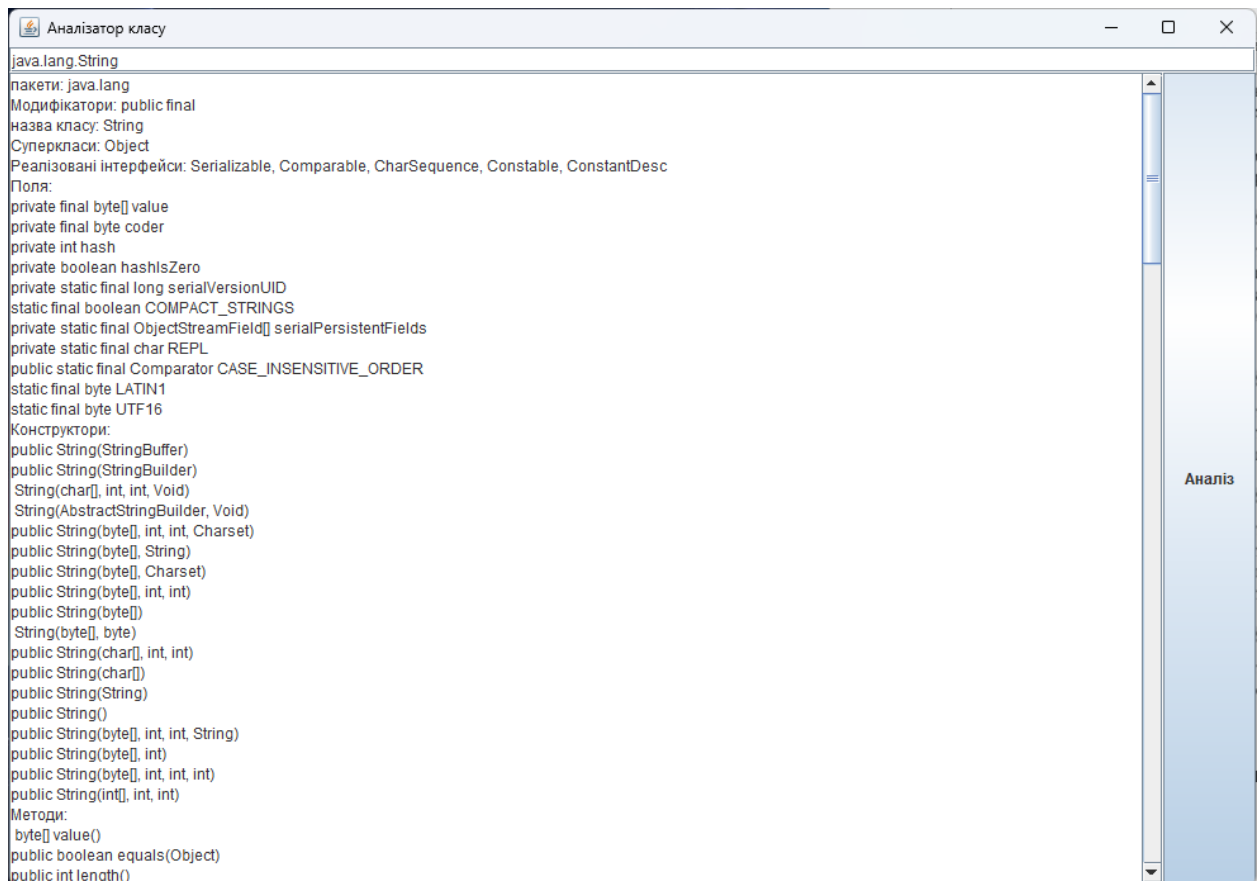 Аналізатор класу
java.lang.String
пакети: java.lang
Модифікатори: public final
назва класу: String
Суперкласи: Object
Реалізовані інтерфейси: Serializable, Comparable, CharSequence, Constable, ConstantDesc
Поля:
private final byte[] value
private final byte coder
private int hash
private boolean hashIsZero
private static final long serialVersionUID
static final boolean COMPACT_STRINGS
private static final ObjectStreamField[] serialPersistentFields
private static final char REPL
public static final Comparator CASE_INSENSITIVE_ORDER
static final byte LATIN1
static final byte UTF16
Конструктори:
public String(StringBuffer)
public String(StringBuilder)
String(char[], int, int, Void)
String(AbstractStringBuilder, Void)
public String(byte[], int, int, Charset)
public String(byte[], String)
public String(byte[], Charset)
public String(byte[], int, int)
public String(byte[])
String(byte[], byte)
public String(char[], int, int)
public String(char[])
public String(String)
public String()
public String(byte[], int, int, String)
public String(byte[], int)
public String(byte[], int, int, int)
public String(int[], int, int)
Методи:
byte[] value()
public boolean equals(Object)
public int length()
Аналіз